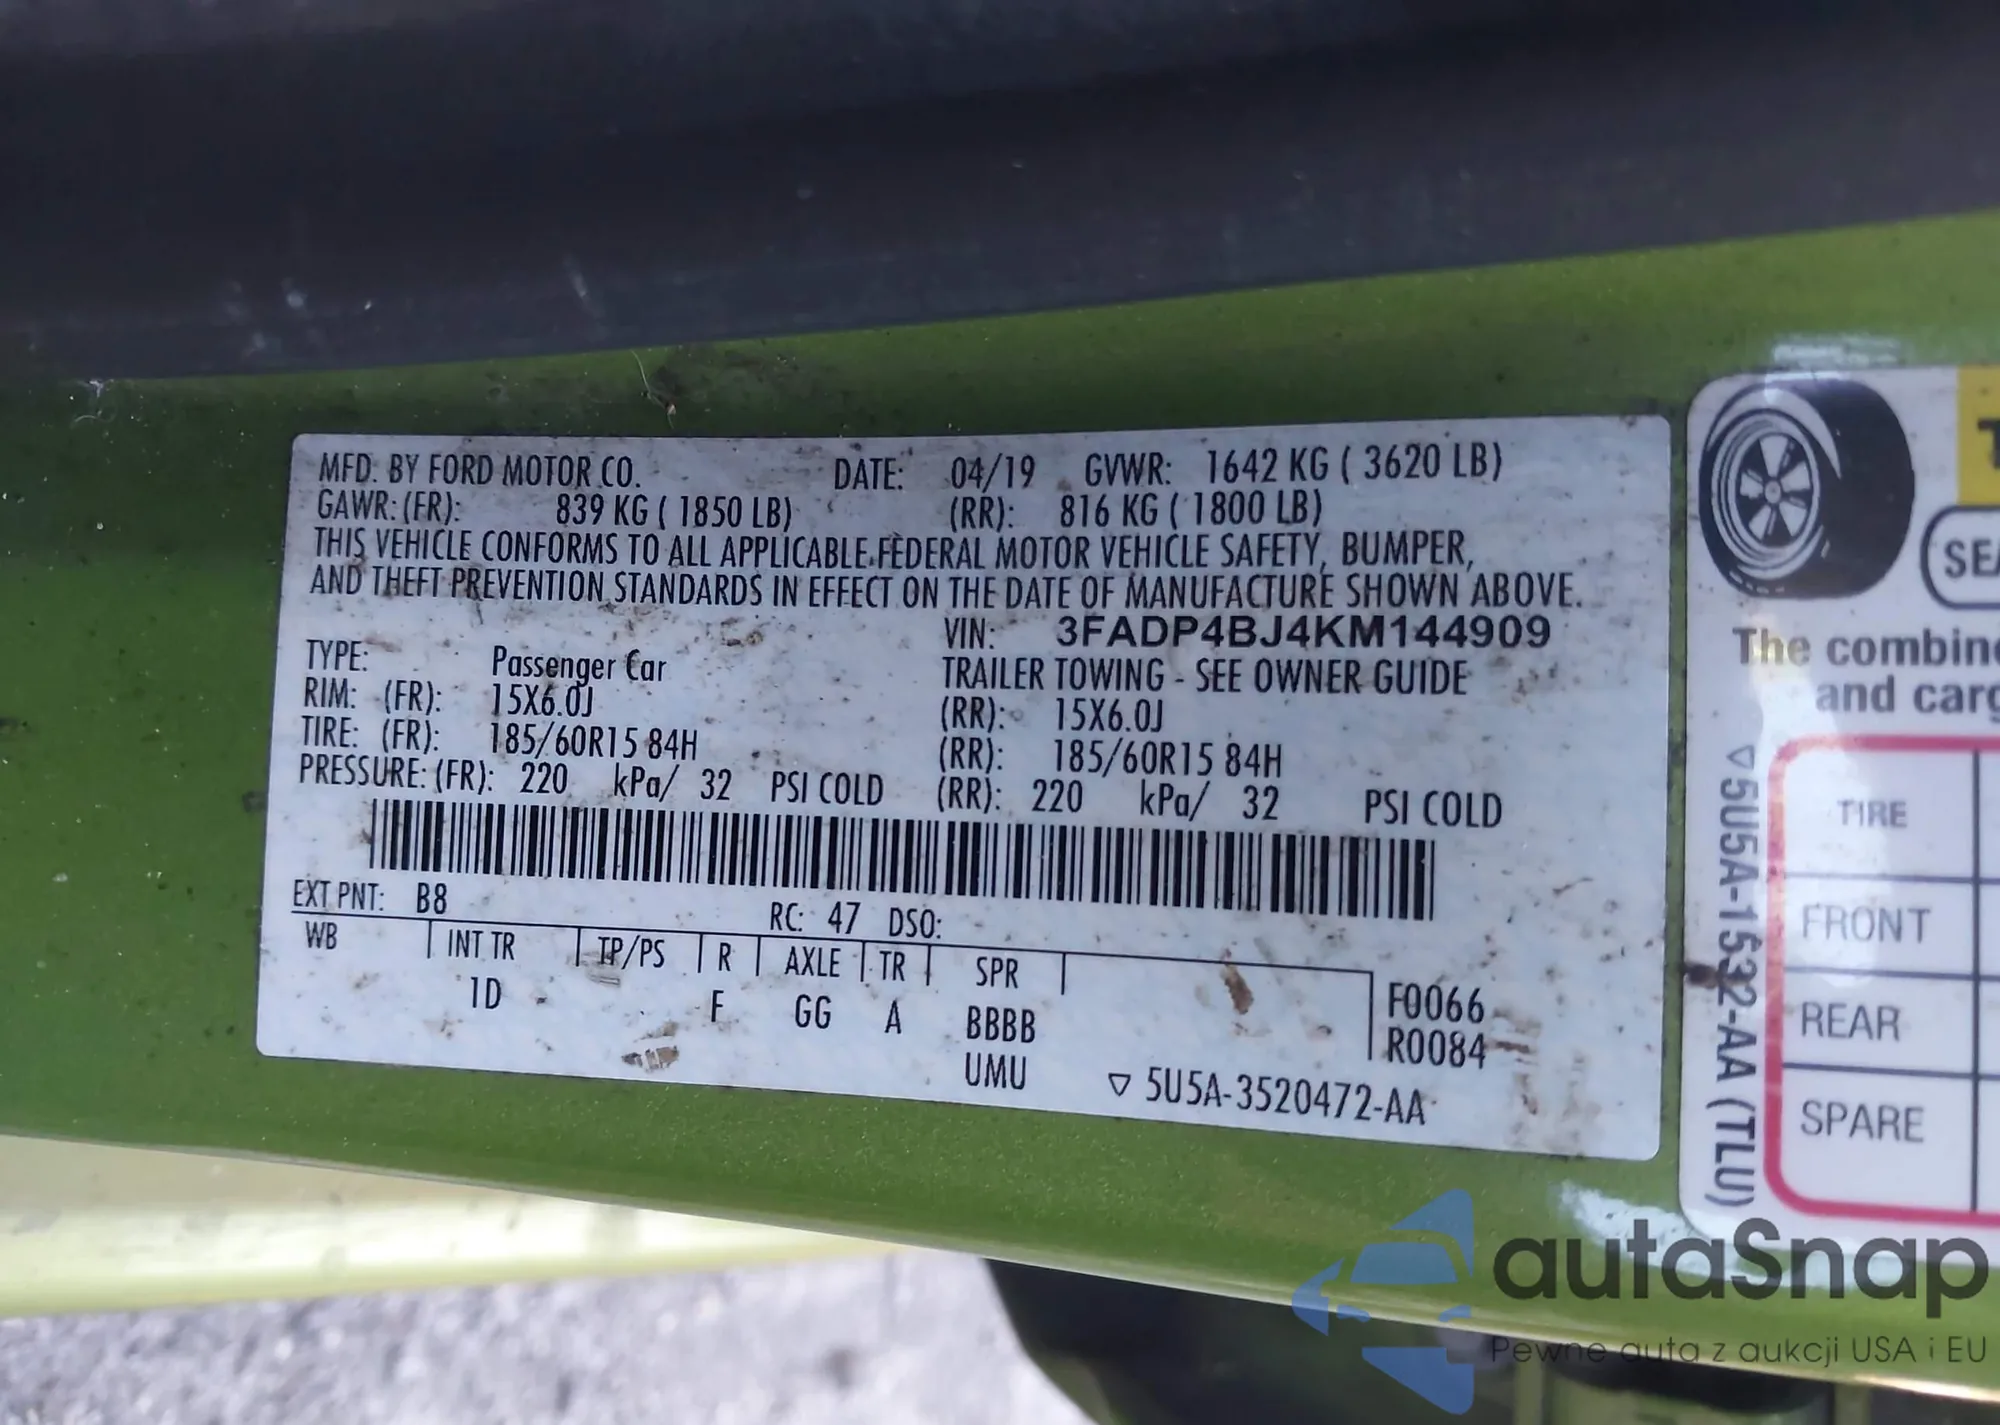 MFD. BY FORD MOTOR CO. DATE: 04/19 GVWR: 1642 KG ( 3620 LB)
GAWR: (FR): 839 KG ( 1850 LB) (RR): 816 KG ( 1800 LB)
THIS VEHICLE CONFORMS TO ALL APPLICABLE FEDERAL MOTOR VEHICLE SAFETY, BUMPER,
AND THEFT PREVENTION STANDARDS IN EFFECT ON THE DATE OF MANUFACTURE SHOWN ABOVE.
VIN: 3FADP4BJ4KM144909
TYPE: Passenger Car TRAILER TOWING - SEE OWNER GUIDE
RIM: (FR): 15X6.0J (RR): 15X6.0J
TIRE: (FR): 185/60R15 84H (RR): 185/60R15 84H
PRESSURE: (FR): 220 kPa/ 32 PSI COLD (RR): 220 kPa/ 32 PSI COLD
EXT PNT: B8 RC: 47 DSO:
WB INT TR TP/PS R AXLE TR SPR
1D F GG A BBBB F0066
UMU R0084
▽ 5U5A-3520472-AA
SEA
The combine
and carg
▽5U5A-1532-AA (TLU)
TIRE
FRONT
REAR
SPARE
autaSnap
Pewne auta z aukcji USA i EU